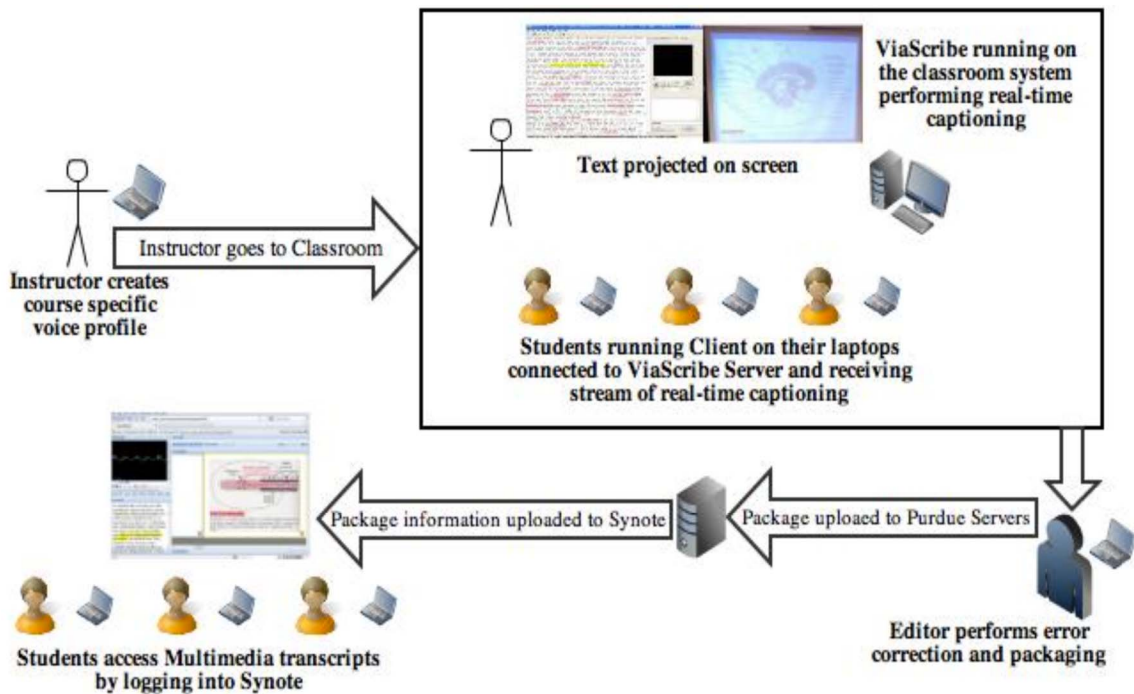 ViaScribe running on
the classroom system
performing real-time
captioning
Text projected on screen
Instructor goes to Classroom
Instructor creates
course specific
voice profile
Students running Client on their laptops
connected to ViaScribe Server and receiving
stream of real-time captioning
Package information uploaded to Synote
Package uploaed to Purdue Servers
Editor performs error
correction and packaging
Students access Multimedia transcripts
by logging into Synote